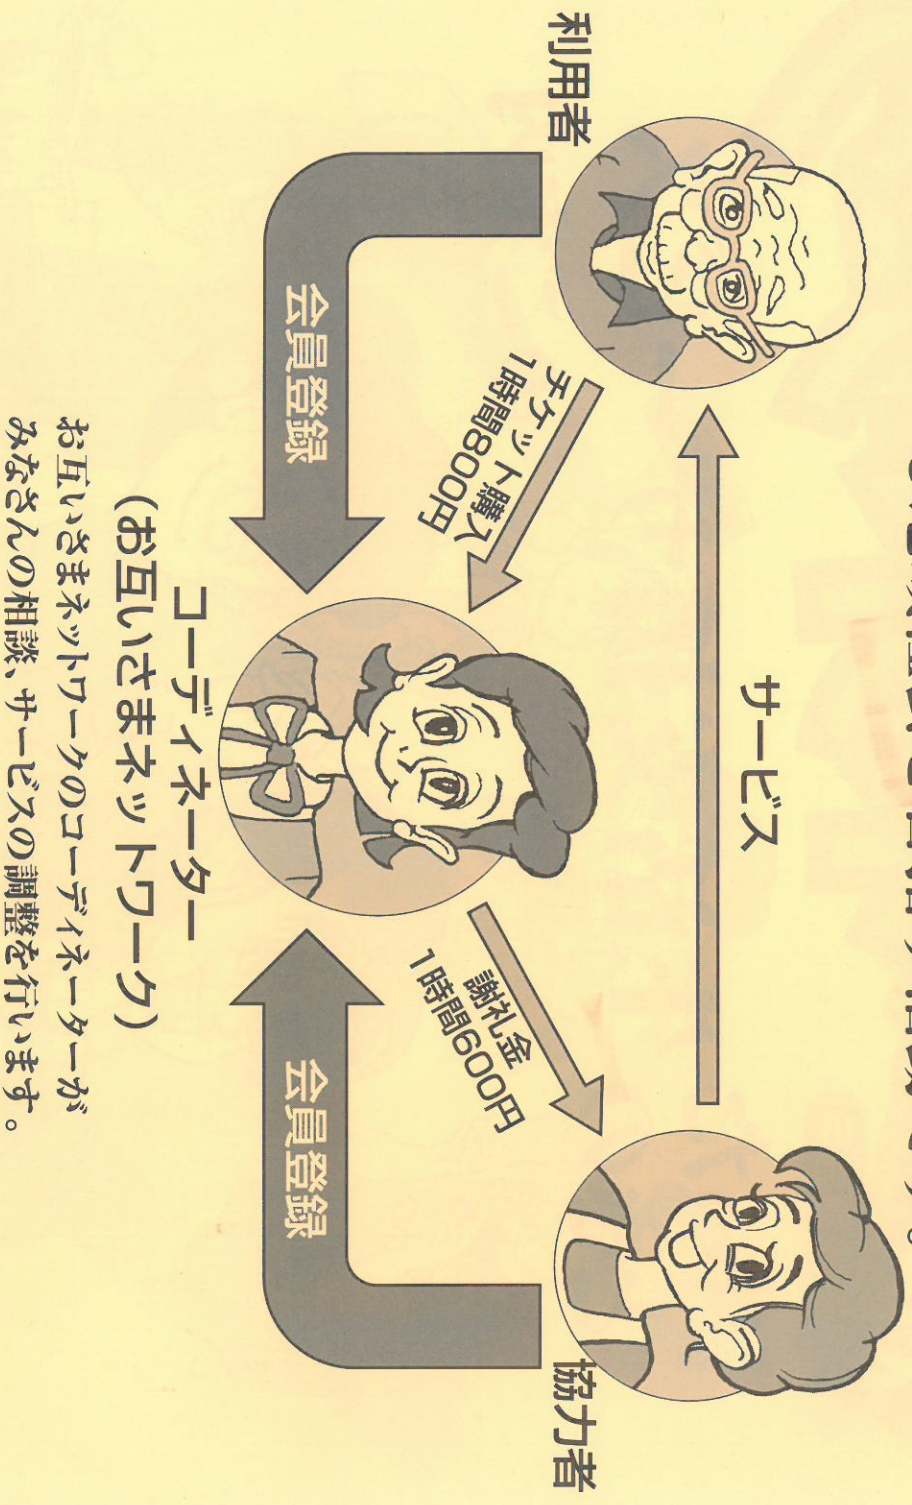 利用者
サービス
協力者
チケット購入
1時間800円
謝礼金
1時間600円
会員登録
会員登録
コーディネーター
(お互いさまネットワーク)
お互いさまネットワークのコーディネーターが
みなさんの相談、サービスの調整を行います。